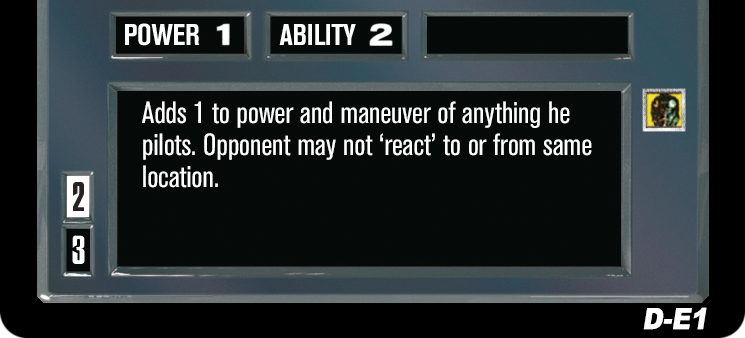 POWER 1 ABILITY 2
Adds 1 to power and maneuver of anything he
pilots. Opponent may not ‘react’ to or from same
location.
2
3
D-E1